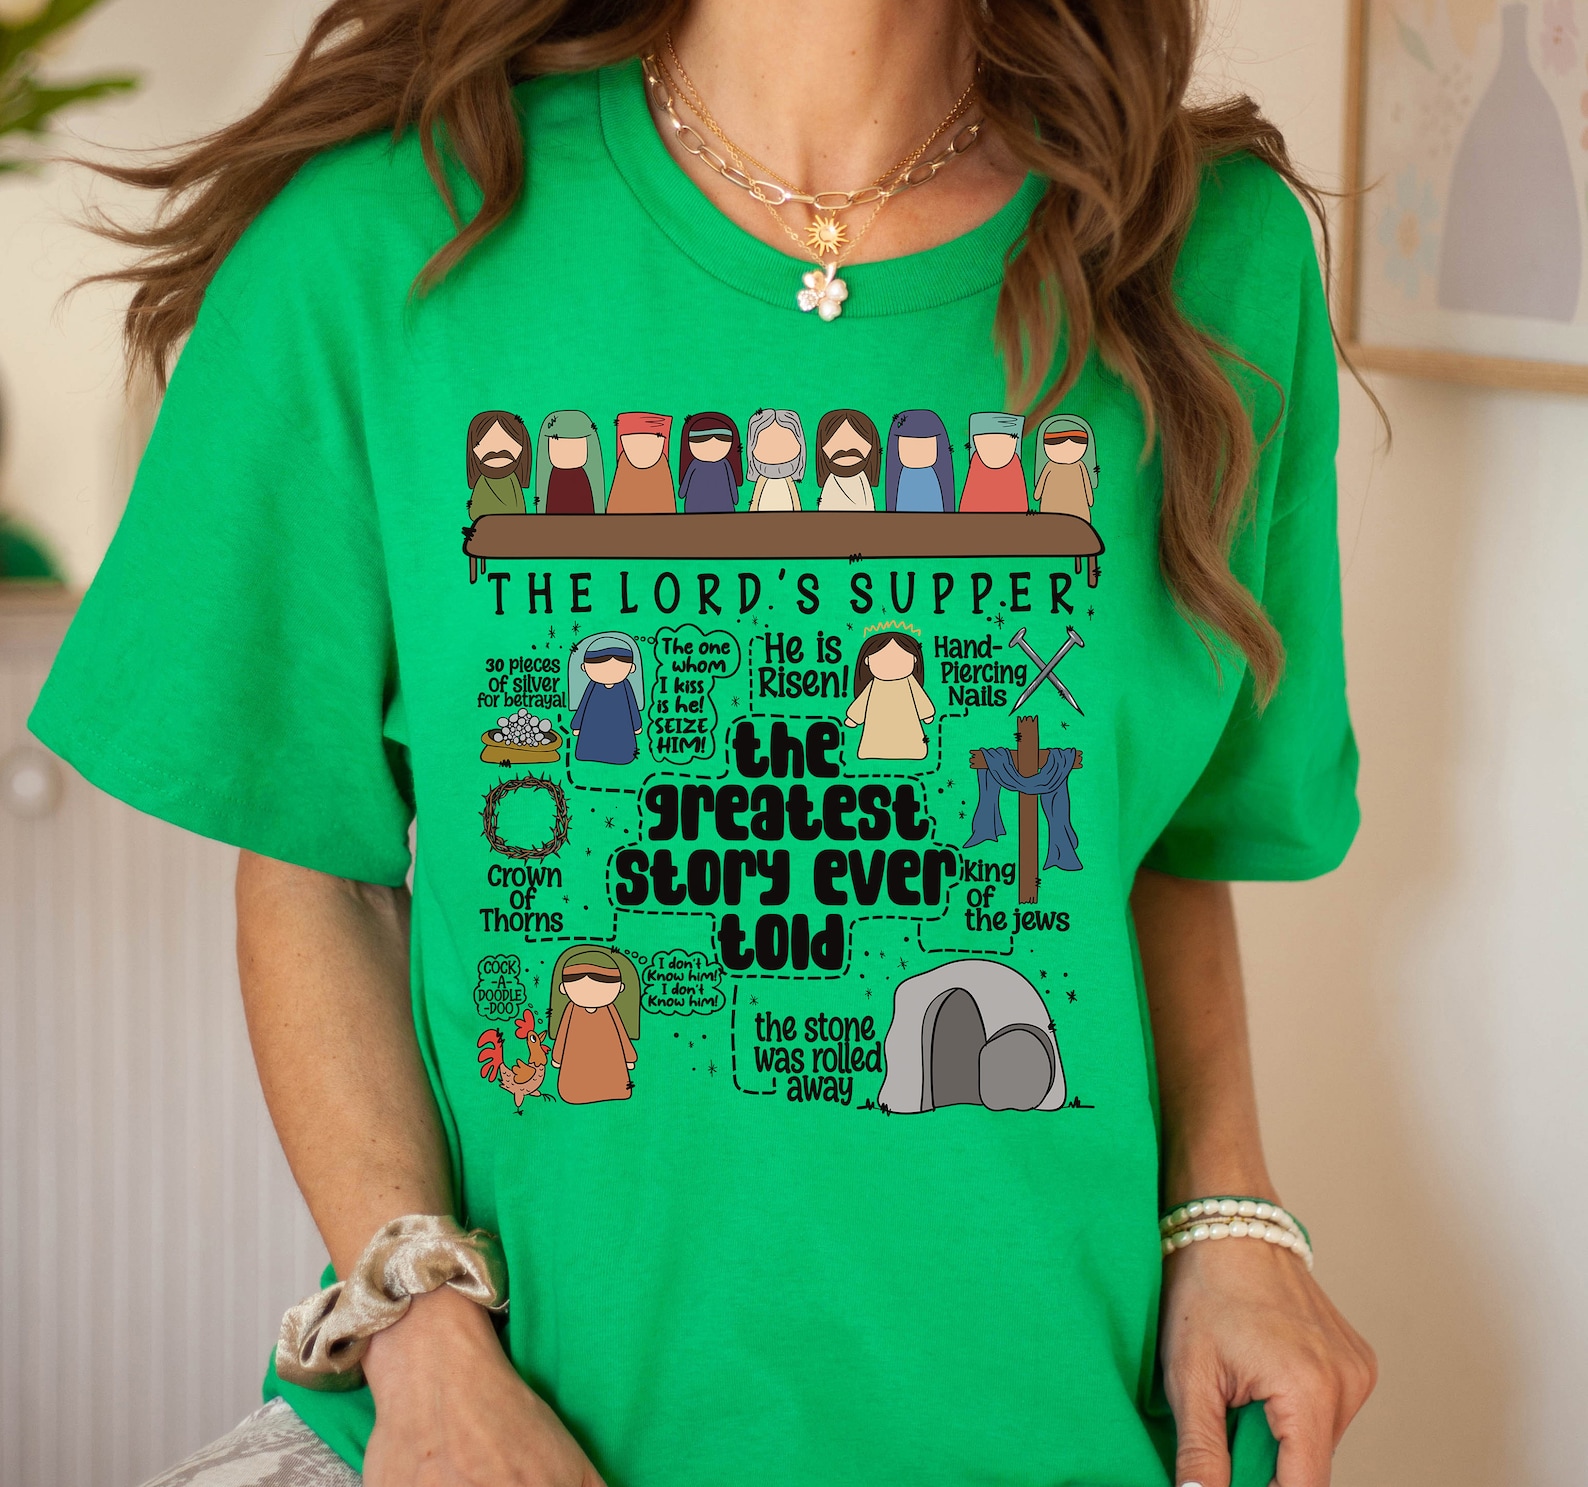 THE LORD'S SUPPER
30 pieces
of silver
for betrayal
The one
whom
I kiss
is he!
SEIZE
HIM!
He is
Risen!
Hand-
Piercing
Nails
the
greatest
story ever
told
Crown
of
Thorns
king
of
the jews
COCK
-A-
DOODLE
-DOO
I don't
Know him!
I don't
Know him!
the stone
was rolled
away